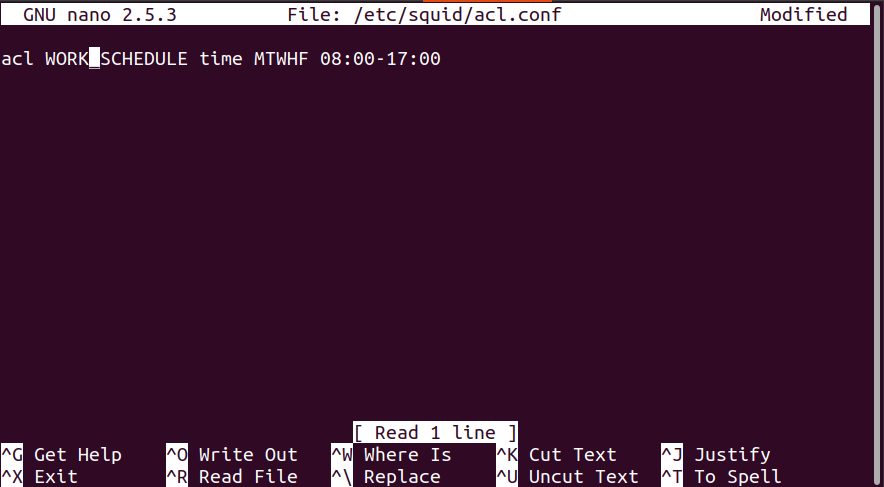 GNU nano 2.5.3 File: /etc/squid/acl.conf Modified
acl WORK_SCHEDULE time MTWHF 08:00-17:00
[ Read 1 line ]
^G Get Help ^O Write Out ^W Where Is ^K Cut Text ^J Justify
^X Exit ^R Read File ^\ Replace ^U Uncut Text ^T To Spell